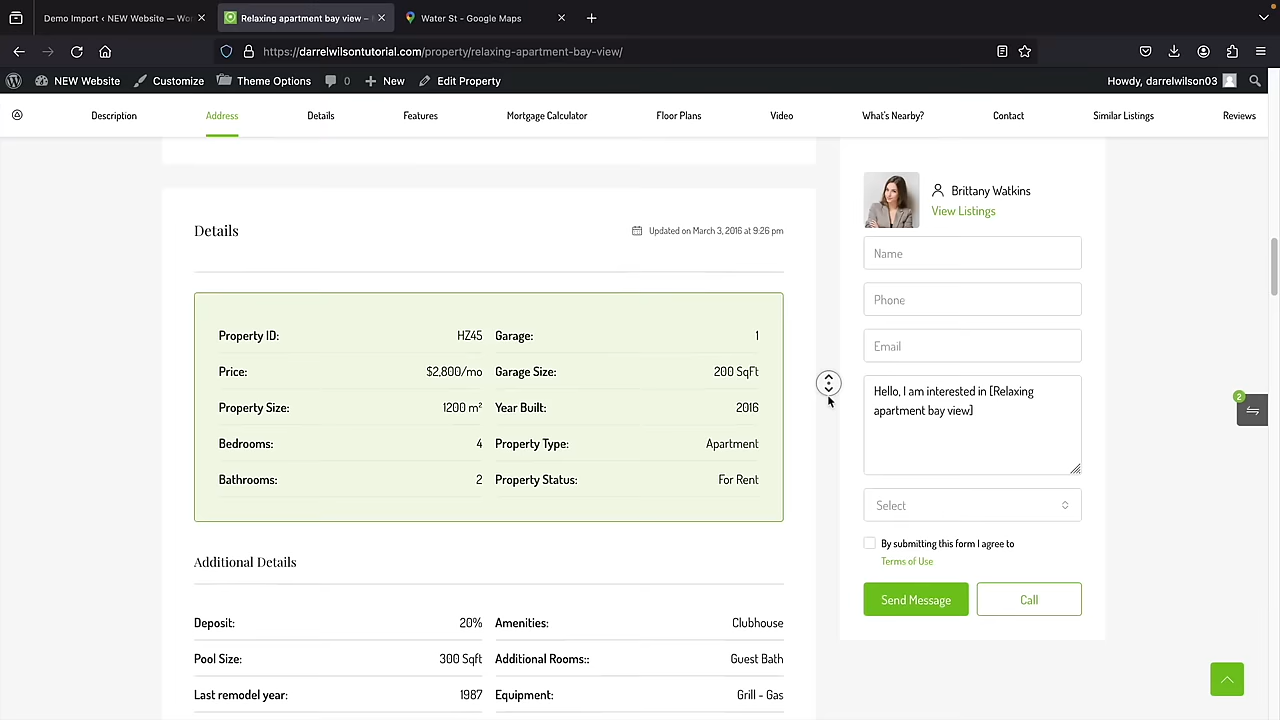 Demo Import ‹ NEW Website — Wo
Relaxing apartment bay view –
Water St - Google Maps
https://darrelwilsontutorial.com/property/relaxing-apartment-bay-view/
NEW Website
Customize
Theme Options
0
New
Edit Property
Howdy, darrelwilson03
Description
Address
Details
Features
Mortgage Calculator
Floor Plans
Video
What's Nearby?
Contact
Similar Listings
Reviews
Details
Updated on March 3, 2016 at 9:26 pm
Property ID: HZ45 Garage: 1
Price: $2,800/mo Garage Size: 200 SqFt
Property Size: 1200 m² Year Built: 2016
Bedrooms: 4 Property Type: Apartment
Bathrooms: 2 Property Status: For Rent
Additional Details
Deposit: 20% Amenities: Clubhouse
Pool Size: 300 Sqft Additional Rooms:: Guest Bath
Last remodel year: 1987 Equipment: Grill - Gas
Brittany Watkins
View Listings
Name
Phone
Email
Hello, I am interested in [Relaxing
apartment bay view]
Select
By submitting this form I agree to
Terms of Use
Send Message
Call
2